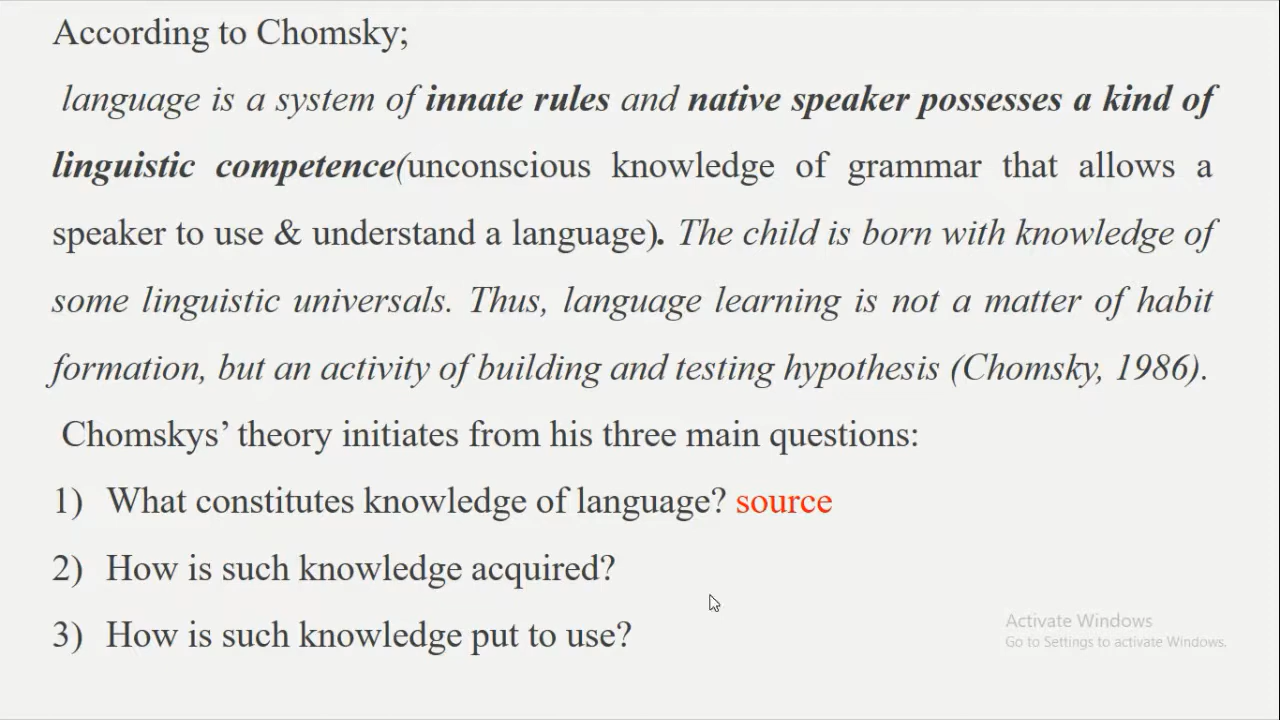 According to Chomsky;
language is a system of innate rules and native speaker possesses a kind of
linguistic competence(unconscious knowledge of grammar that allows a
speaker to use & understand a language). The child is born with knowledge of
some linguistic universals. Thus, language learning is not a matter of habit
formation, but an activity of building and testing hypothesis (Chomsky, 1986).
Chomskys’ theory initiates from his three main questions:
1) What constitutes knowledge of language? source
2) How is such knowledge acquired?
3) How is such knowledge put to use?
Activate Windows
Go to Settings to activate Windows.